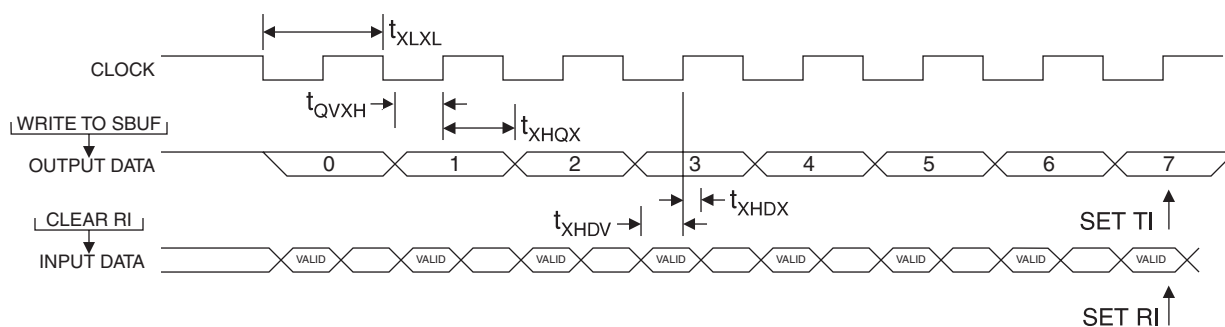 tXLXL
CLOCK
tQVXH
WRITE TO SBUF
tXHQX
OUTPUT DATA 0 1 2 3 4 5 6 7
tXHDX
SET TI
CLEAR RI
tXHDV
INPUT DATA VALID VALID VALID VALID VALID VALID VALID VALID
SET RI